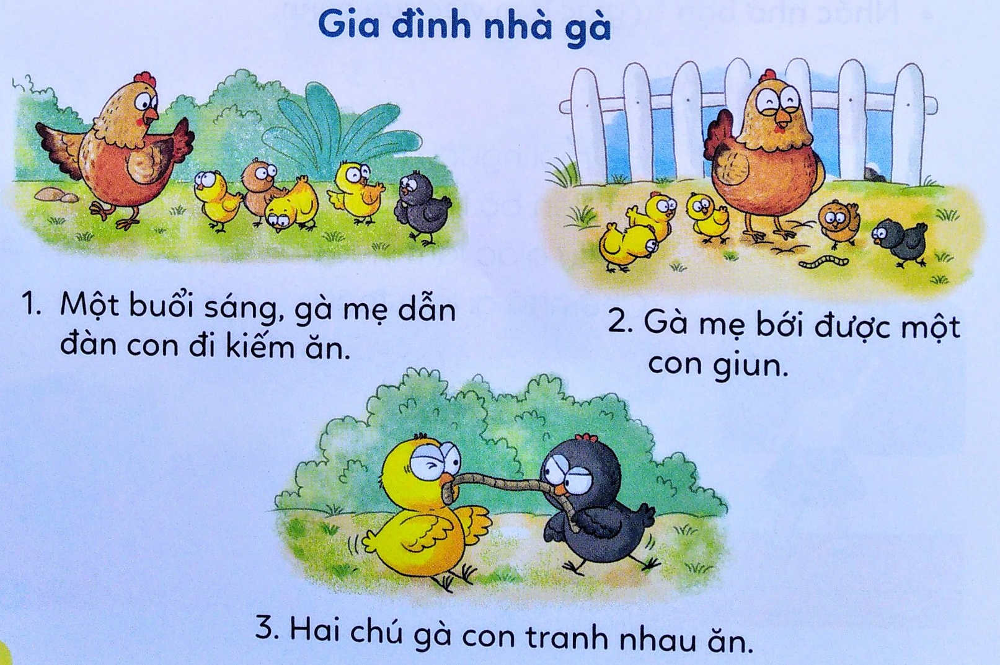 Gia đình nhà gà
1. Một buổi sáng, gà mẹ dẫn
đàn con đi kiếm ăn.
2. Gà mẹ bới được một
con giun.
3. Hai chú gà con tranh nhau ăn.